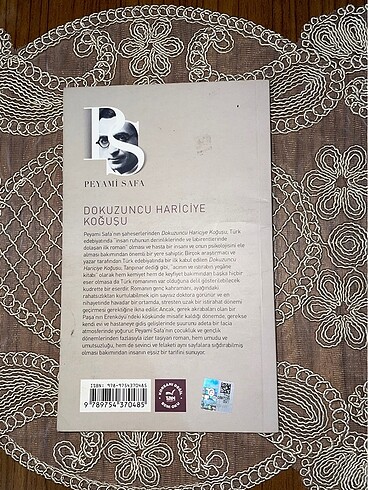 PS
PEYAMİ SAFA
DOKUZUNCU HARİCİYE
KOĞUŞU
Peyami Safa'nın şaheserlerinden Dokuzuncu Hariciye Koğuşu, Türk
edebiyatında "insan ruhunun derinliklerinde ve labirentlerinde
dolaşan ilk roman" olması ve hasta bir insanı ve onun psikolojisini ele
alması bakımından önemli bir yere sahiptir. Birçok araştırmacı ve
yazar tarafından Türk edebiyatında bir ilk kabul edilen Dokuzuncu
Hariciye Koğuşu, Tanpınar dediği gibi, "acının ve ıstırabın yegâne
kitabı" olarak hem kemiyet hem de keyfiyet bakımından başka hiçbir
eser olmasa da Türk romanının var olduğuna delil gösterilebilecek
kudrette bir eserdir. Romanın genç kahramanı, ayağındaki
rahatsızlıktan kurtulabilmek için sayısız doktora görünür ve en
nihayetinde havadar bir ortamda, stresten uzak bir istirahat dönemi
geçirmesi gerektiğine ikna edilir. Ancak, gerek akrabaları olan bir
Paşa'nın Erenköyü'ndeki köşkünde misafir kaldığı dönemde, gerekse
kendi evi ve hastaneye gidiş gelişlerinde şuurunu adeta bir facia
atmosferinde yoğurur. Peyami Safa'nın çocukluk ve gençlik
dönemlerinden fazlasıyla izler taşıyan roman, hem umudu ve
umutsuzluğu, hem de sevinci ve felaketi aynı sayfalara sığdırabilmiş
olması bakımından insanın eşsiz bir tarifini sunuyor.
ISBN: 978-9754370485
9 789754 370485